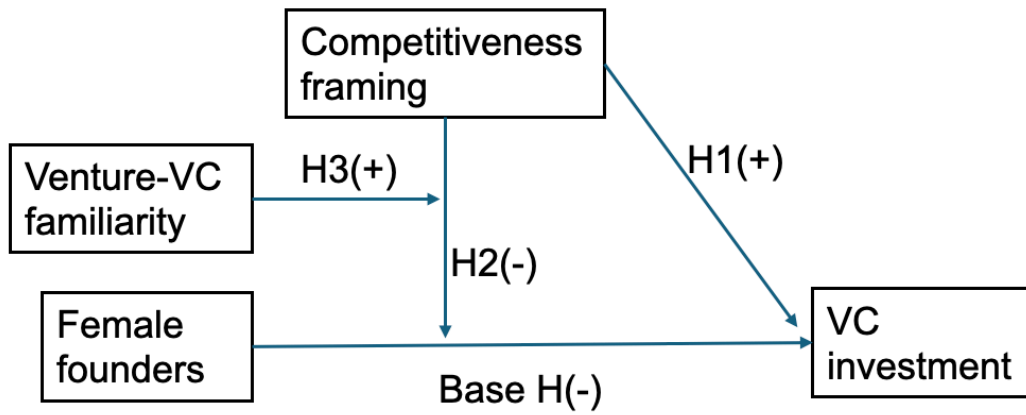 Competitiveness
framing
H1(+)
Venture-VC
familiarity
H3(+)
H2(-)
Female
founders
VC
investment
Base H(-)